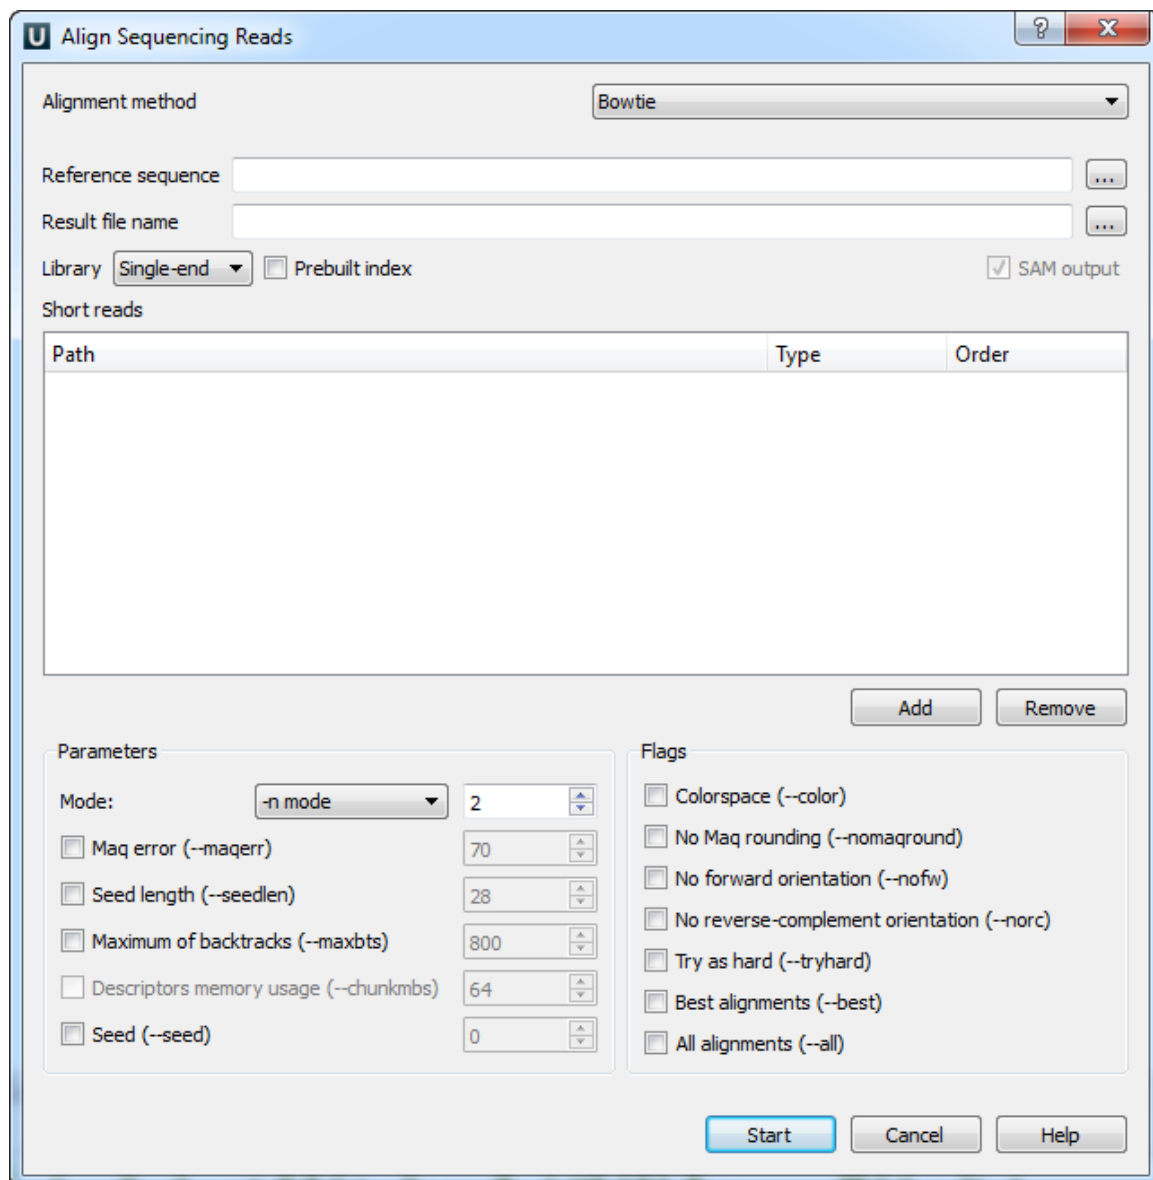 U Align Sequencing Reads
?
Alignment method Bowtie
Reference sequence ...
Result file name ...
Library Single-end Prebuilt index SAM output
Short reads
Path Type Order
Add Remove
Parameters
Mode: -n mode 2
Maq error (--maqerr) 70
Seed length (--seedlen) 28
Maximum of backtracks (--maxbts) 800
Descriptors memory usage (--chunkmbs) 64
Seed (--seed) 0
Flags
Colorspace (--color)
No Maq rounding (--nomaqround)
No forward orientation (--nofw)
No reverse-complement orientation (--norc)
Try as hard (--tryhard)
Best alignments (--best)
All alignments (--all)
Start Cancel Help